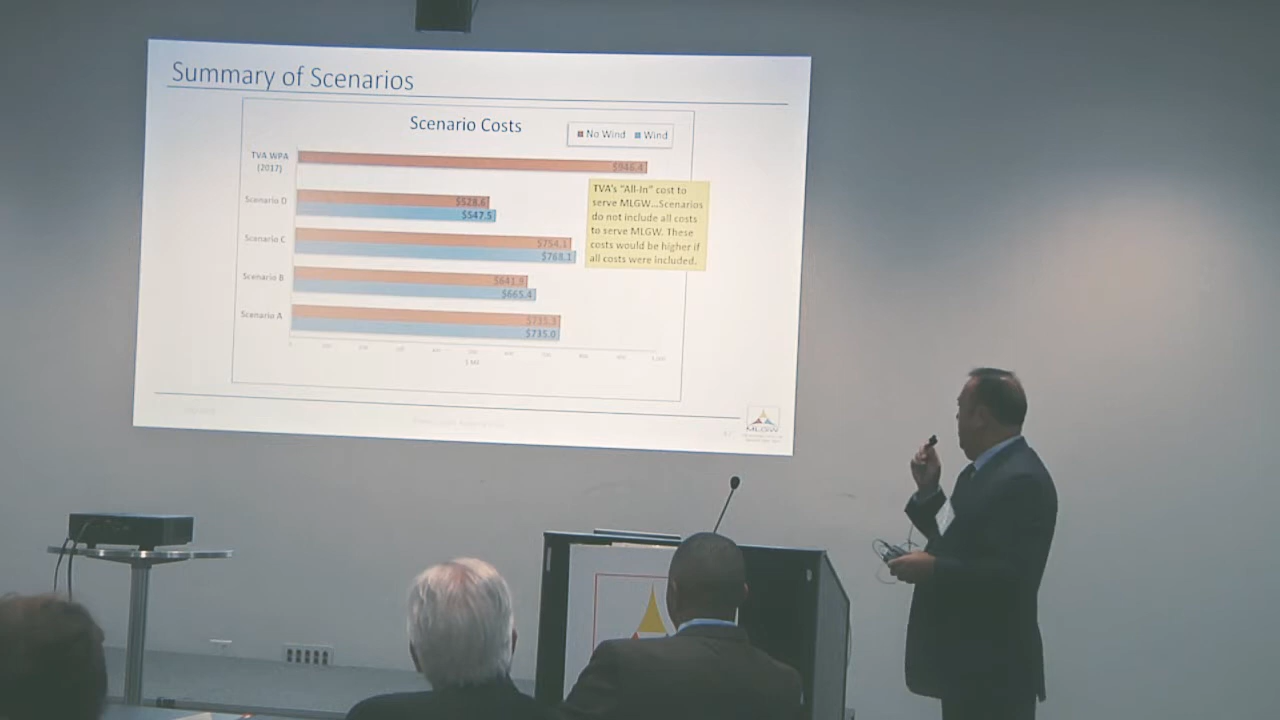 Summary of Scenarios
Scenario Costs
No Wind Wind
TVA WPA
(2017)
$946.4
Scenario D
$528.6
$547.5
Scenario C
$754.1
$768.1
Scenario B
$641.9
$665.4
Scenario A
$735.0
$ Mil
TVA's "All-In" cost to
serve MLGW...Scenarios
do not include all costs
to serve MLGW. These
costs would be higher if
all costs were included.
MLGW